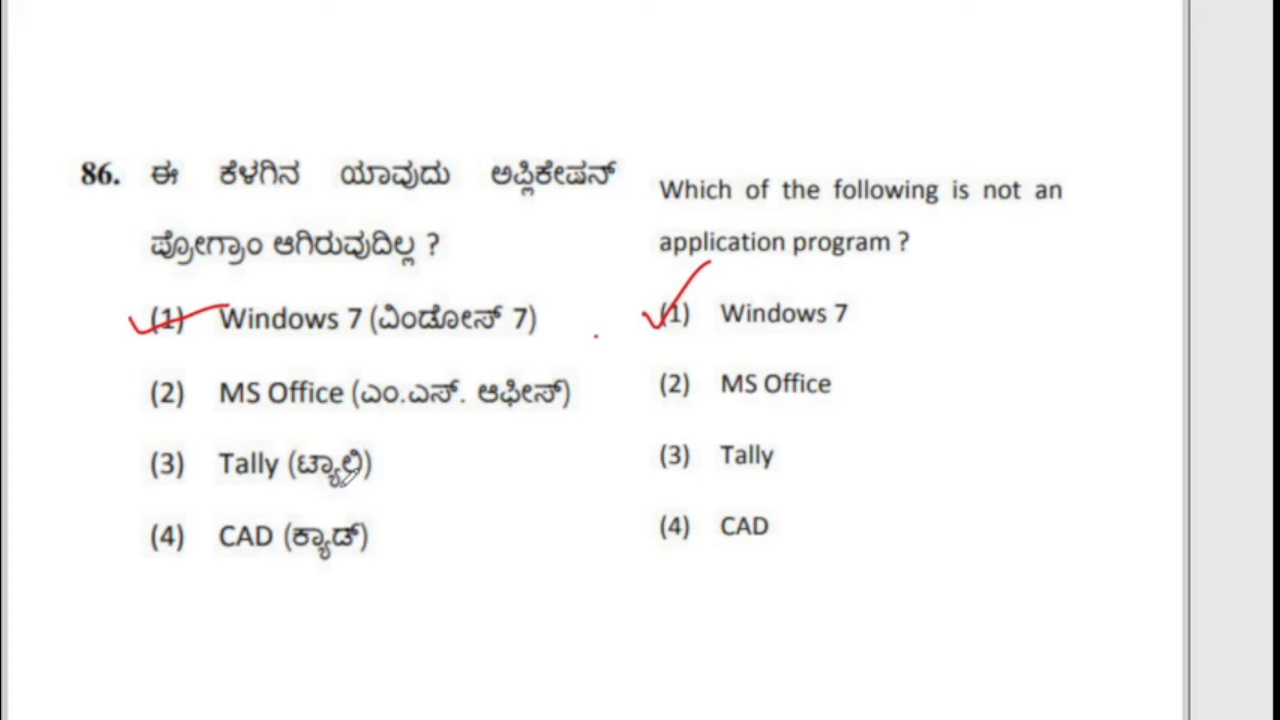 86. ಈ ಕೆಳಗಿನ ಯಾವುದು ಅಪ್ಲಿಕೇಷನ್
ಪ್ರೋಗ್ರಾಂ ಆಗಿರುವುದಿಲ್ಲ ?
(1) Windows 7 (ವಿಂಡೋಸ್ 7)
(2) MS Office (ಎಂ.ಎಸ್. ಆಫೀಸ್)
(3) Tally (ಟ್ಯಾಲಿ)
(4) CAD (ಕ್ಯಾಡ್)
Which of the following is not an
application program ?
(1) Windows 7
(2) MS Office
(3) Tally
(4) CAD